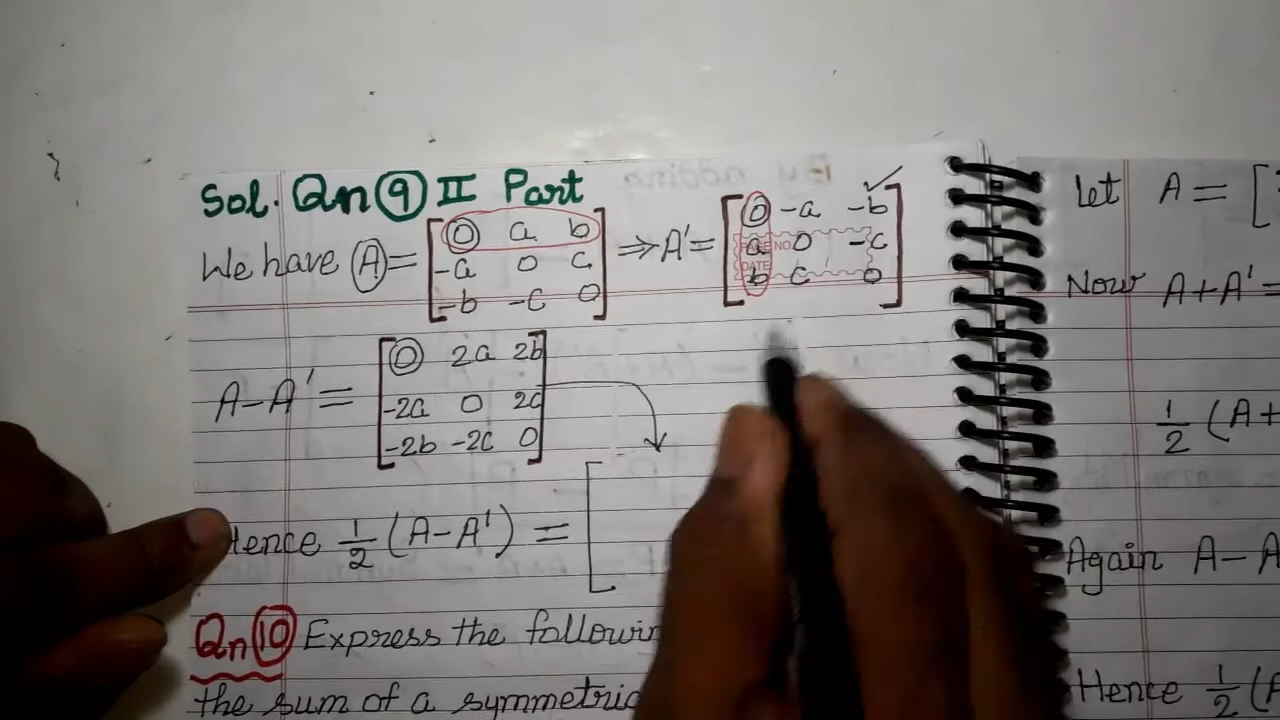 Sol. Qn 9 II Part
We have A = [ 0 a b ] ⇒ A' = [ 0 -a -b ]
[ -a 0 c ] [ a 0 -c ]
[ -b -c 0 ] [ b c 0 ]
A - A' = [ 0 2a 2b ]
[ -2a 0 2c ]
[ -2b -2c 0 ]
Hence 1/2 (A - A') = [
Qn 10 Express the followin
the sum of a symmetric
Let A = [
Now A + A' =
1/2 (A +
Again A - A
Hence 1/2 (A